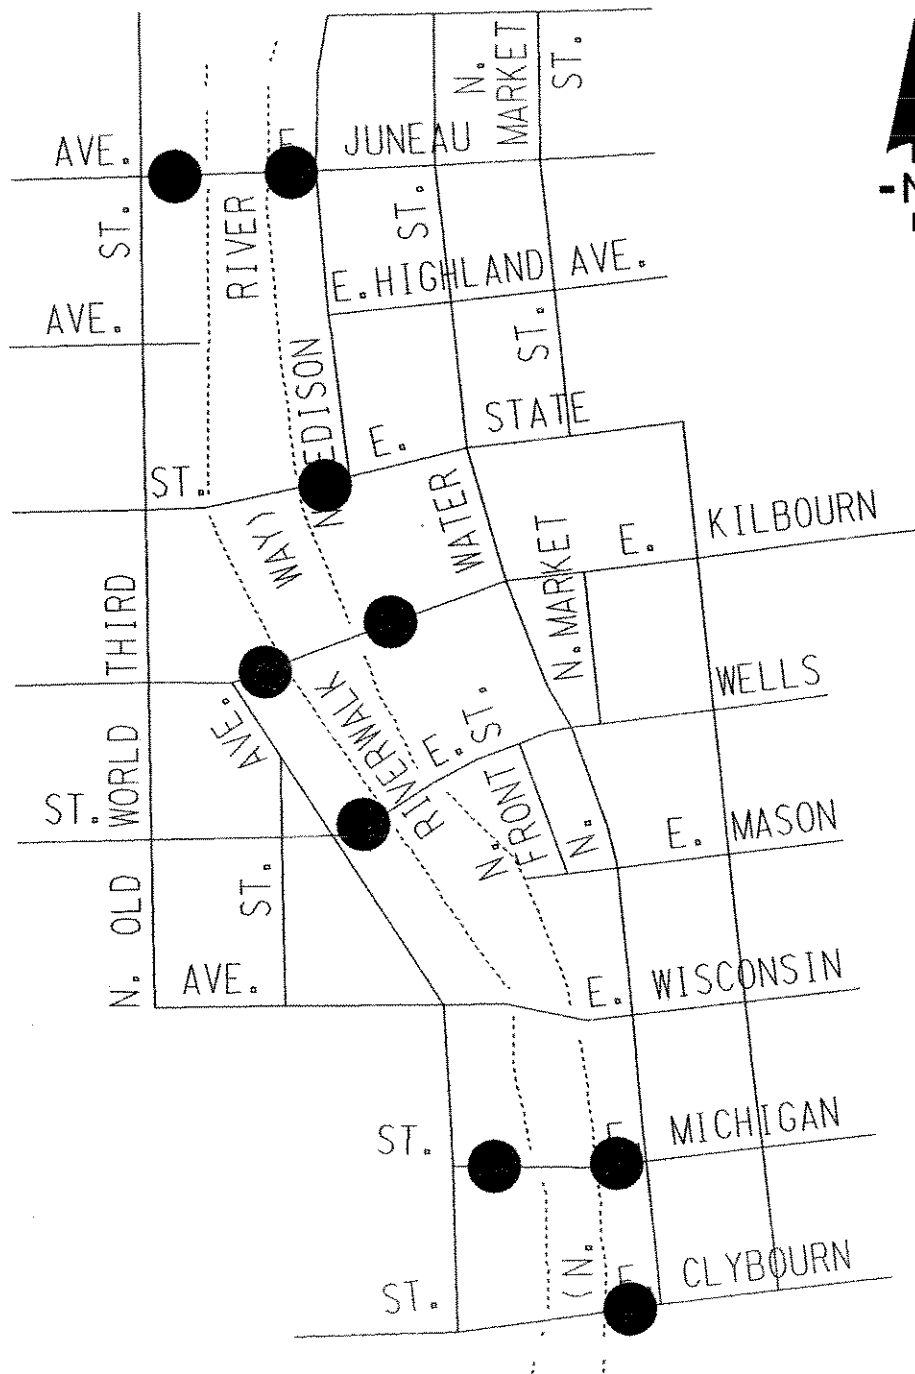 N.
MARKET
ST.
AVE.
E.
JUNEAU
ST.
RIVER
ST.
E. HIGHLAND AVE.
AVE.
ST.
EDISON
N
E.
STATE
ST.
WAY)
WATER
E.
KILBOURN
N. MARKET
THIRD
WELLS
AVE.
RIVERWALK
E.
ST.
ST.
WORLD
N.
FRONT
N.
E.
MASON
OLD
ST.
N.
AVE.
E.
WISCONSIN
ST.
E.
MICHIGAN
(N.
ST.
E.
CLYBOURN